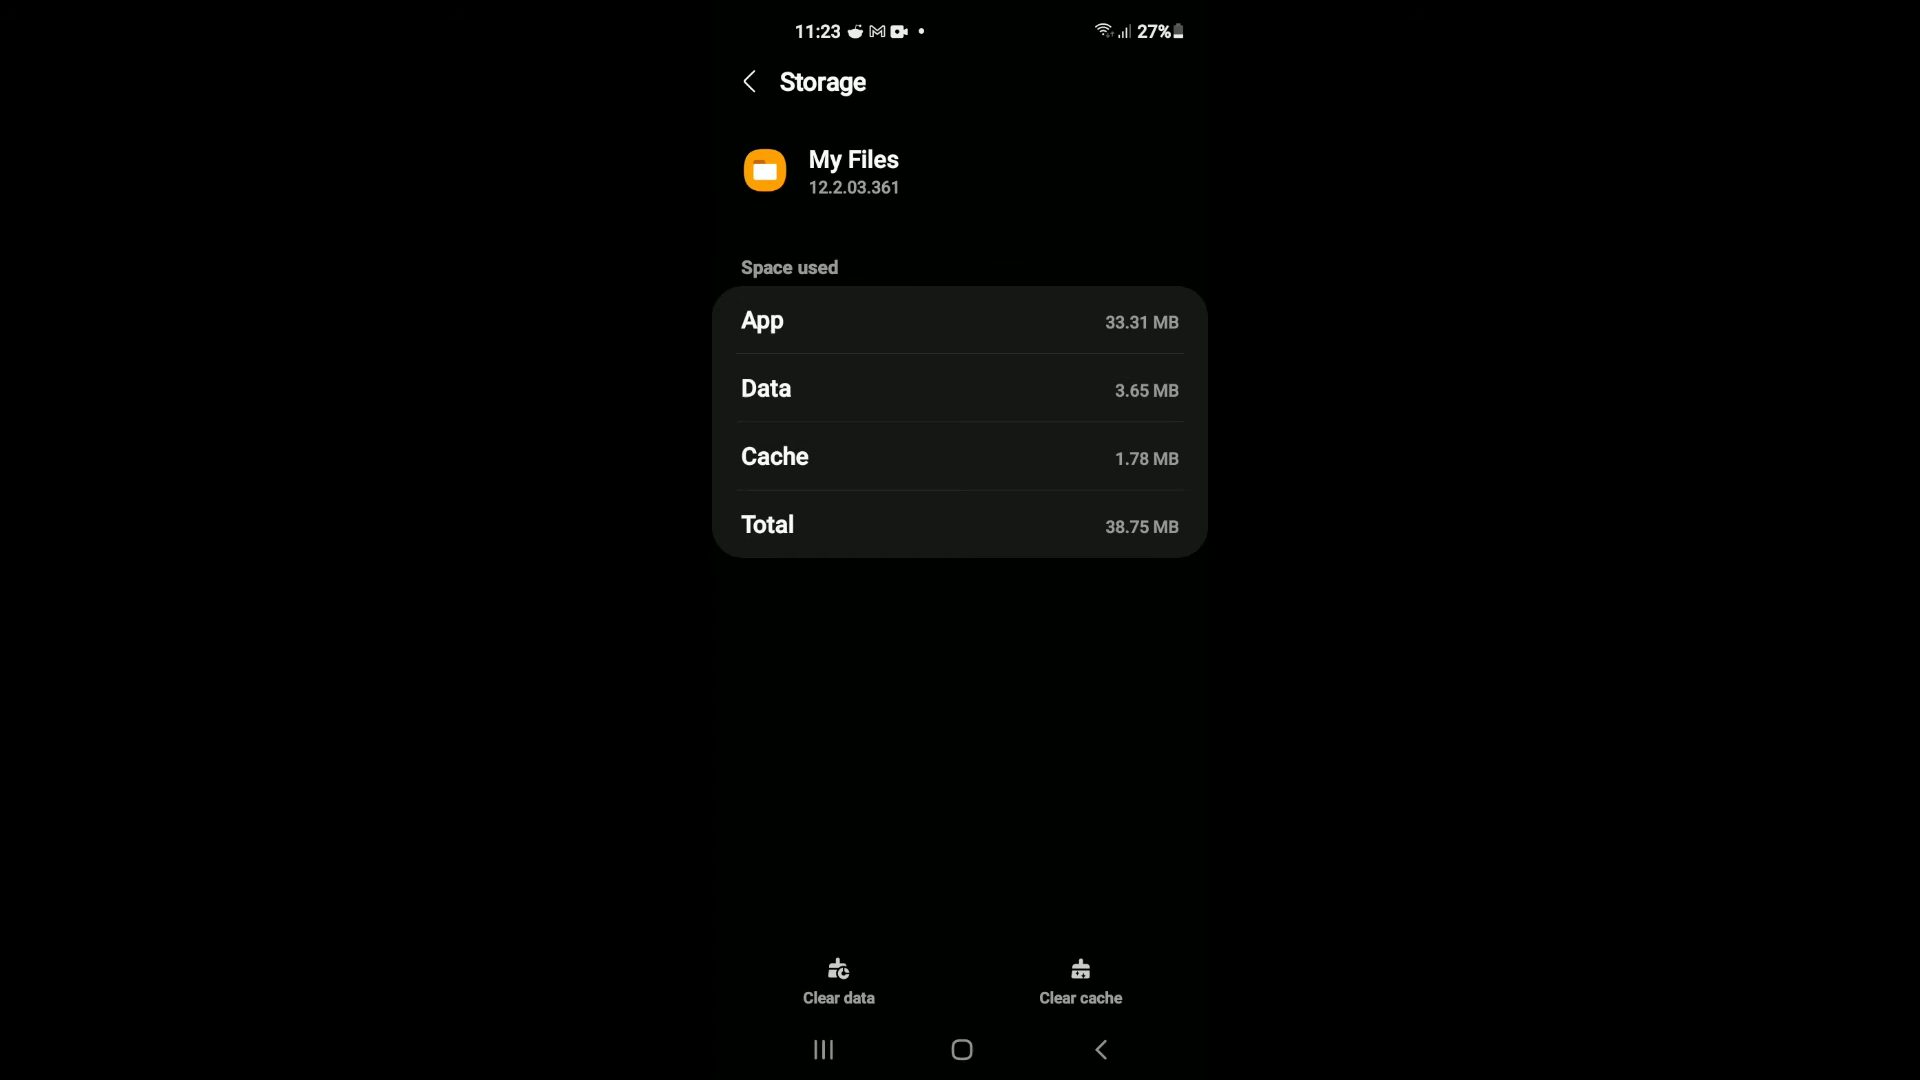 11:23 27%
Storage
My Files
12.2.03.361
Space used
App 33.31 MB
Data 3.65 MB
Cache 1.78 MB
Total 38.75 MB
Clear data Clear cache